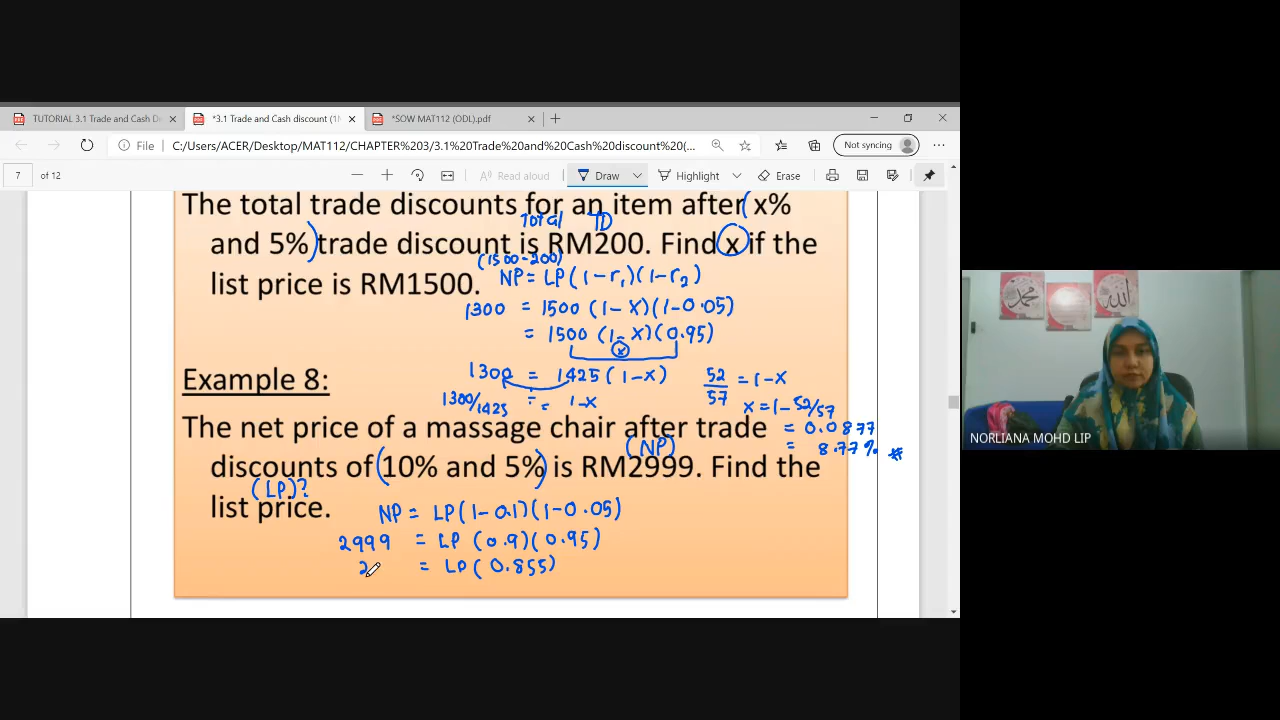 TUTORIAL 3.1 Trade and Cash Di
*3.1 Trade and Cash discount (1M
*SOW MAT112 (ODL).pdf
File
C:/Users/ACER/Desktop/MAT112/CHAPTER%203/3.1%20Trade%20and%20Cash%20discount%20(...
Not syncing
7 of 12
Read aloud
Draw
Highlight
Erase
The total trade discounts for an item after (x%
Total TD
and 5%) trade discount is RM200. Find x if the
(1500-200)
list price is RM1500.
NP = LP (1-r₁)(1-r₂)
1300 = 1500 (1-x)(1-0.05)
= 1500 (1-x)(0.95)
x
1300 = 1425 (1-x)
52/57 = 1-x
1300/1425 ÷ = 1-x
x = 1-52/57
= 0.0877
= 8.77% *
Example 8:
The net price of a massage chair after trade
(NP)
discounts of (10% and 5%) is RM2999. Find the
(LP)?
list price.
NP = LP (1-0.1)(1-0.05)
2999 = LP (0.9)(0.95)
2 = LP (0.855)
محمد
الله
NORLIANA MOHD LIP